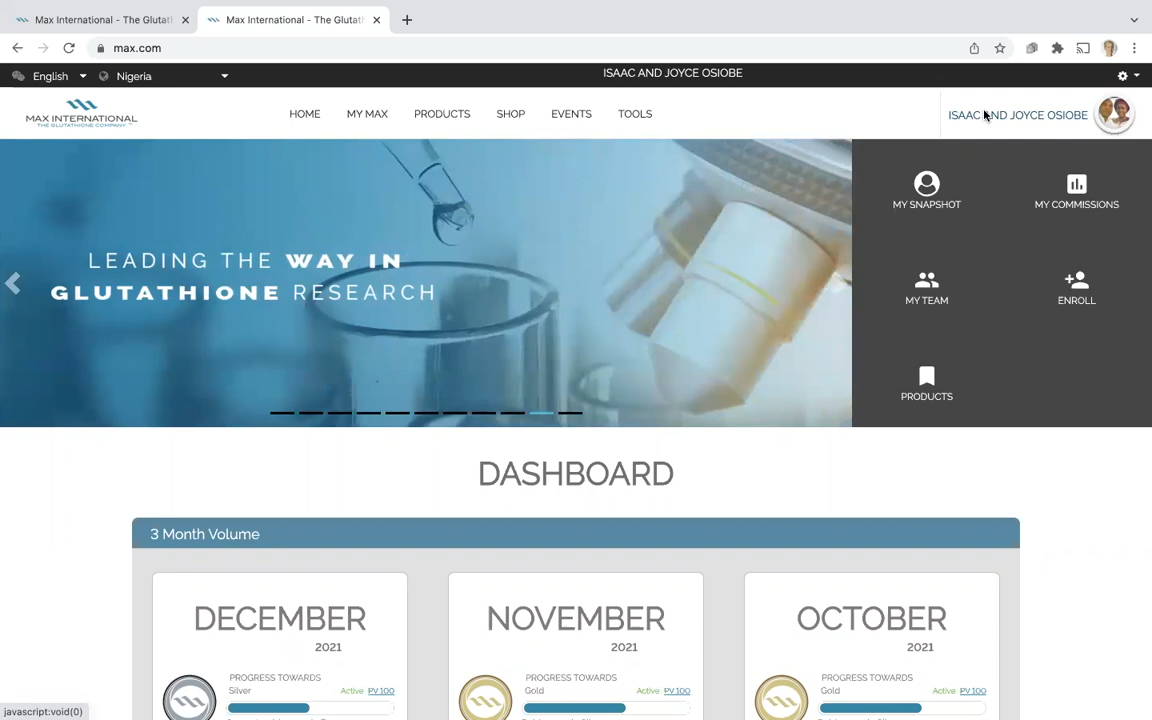 Max International - The Glutat
Max International - The Glutat
max.com
English
Nigeria
ISAAC AND JOYCE OSIOBE
MAX INTERNATIONAL
THE GLUTATHIONE COMPANY
HOME
MY MAX
PRODUCTS
SHOP
EVENTS
TOOLS
ISAAC AND JOYCE OSIOBE
LEADING THE WAY IN
GLUTATHIONE RESEARCH
MY SNAPSHOT
MY COMMISSIONS
MY TEAM
ENROLL
PRODUCTS
DASHBOARD
3 Month Volume
DECEMBER
2021
PROGRESS TOWARDS
Silver
Active PV 100
NOVEMBER
2021
PROGRESS TOWARDS
Gold
Active PV 100
OCTOBER
2021
PROGRESS TOWARDS
Gold
Active PV 100
javascript:void(0)